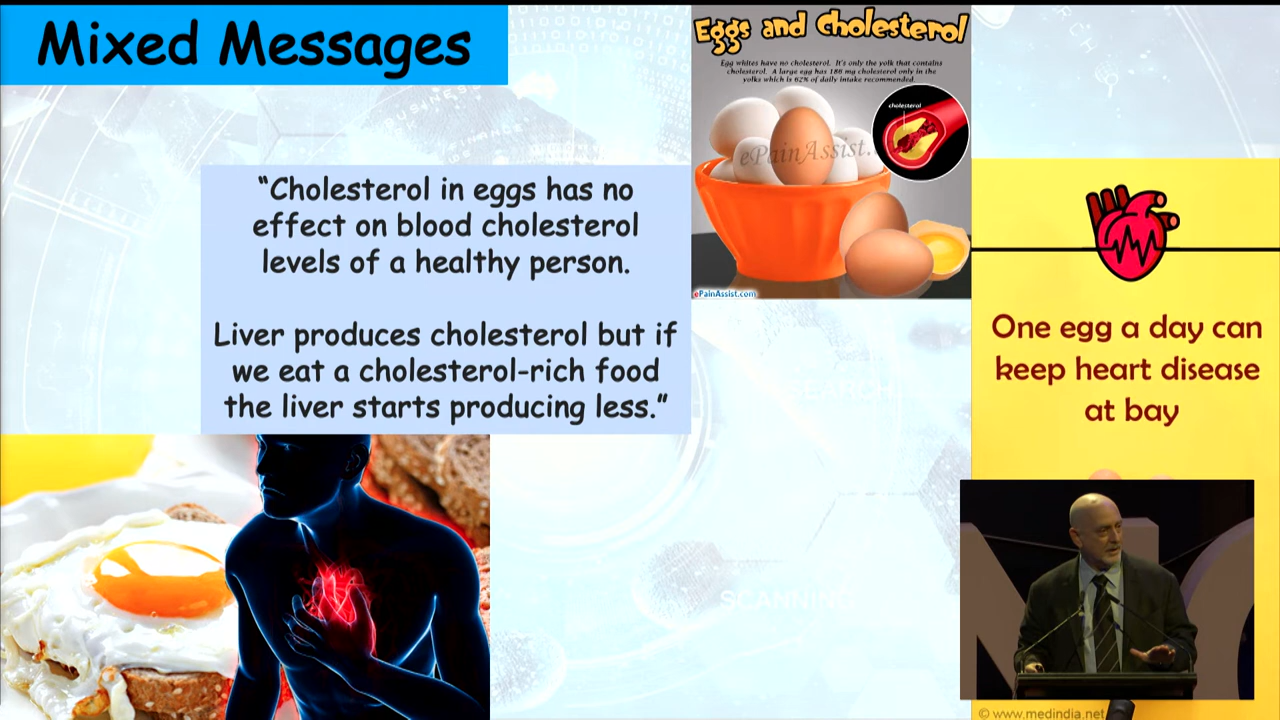 Mixed Messages
Eggs and Cholesterol
Egg whites have no cholesterol. It's only the yolk that contains
cholesterol. A large egg has 186 mg cholesterol only in the
yolks which is 62% of daily intake recommended.
cholesterol
ePainAssist.
ePainAssist.com
“Cholesterol in eggs has no
effect on blood cholesterol
levels of a healthy person.
Liver produces cholesterol but if
we eat a cholesterol-rich food
the liver starts producing less.”
One egg a day can
keep heart disease
at bay
BUSINESS
FINANCE
SCANNING
© www.medindia.net